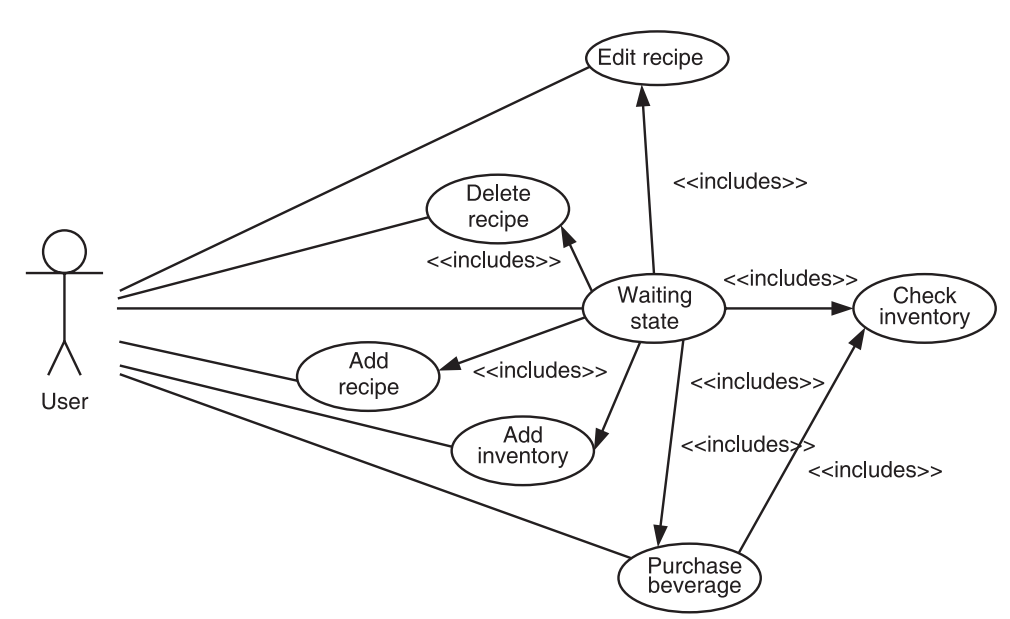 Edit recipe
<<includes>>
Delete
recipe
<<includes>>
<<includes>>
Waiting
state
Check
inventory
Add
recipe
<<includes>>
<<includes>>
User
Add
inventory
<<includes>>
<<includes>>
Purchase
beverage